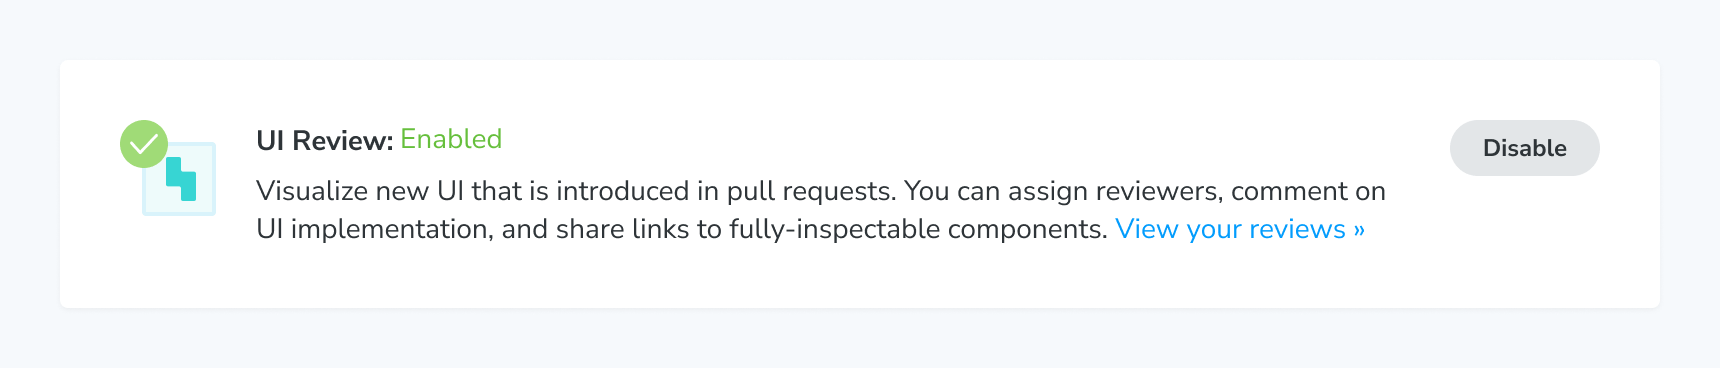 UI Review: Enabled
Disable
Visualize new UI that is introduced in pull requests. You can assign reviewers, comment on
UI implementation, and share links to fully-inspectable components. View your reviews »